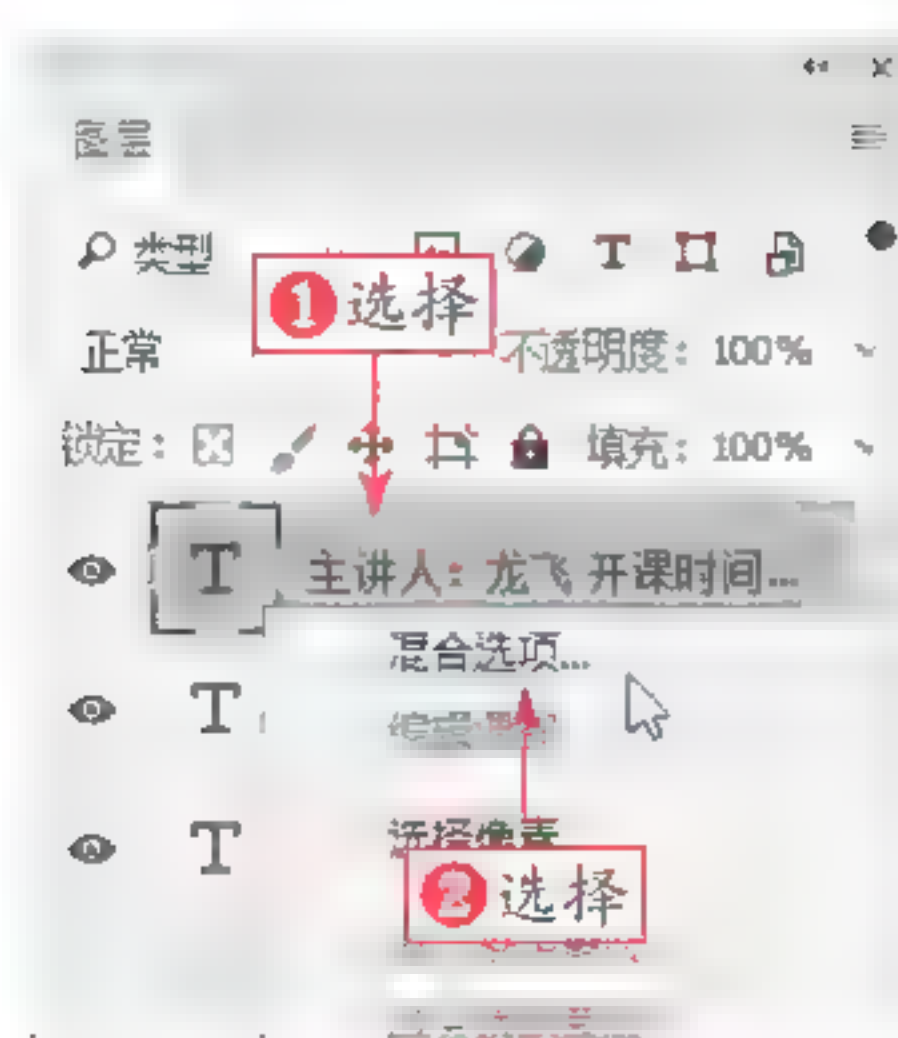 图层
类型
❶选择
正常 不透明度：100%
锁定： 填充：100%
主讲人：龙飞 开课时间...
混合选项...
选择像素
❷选择